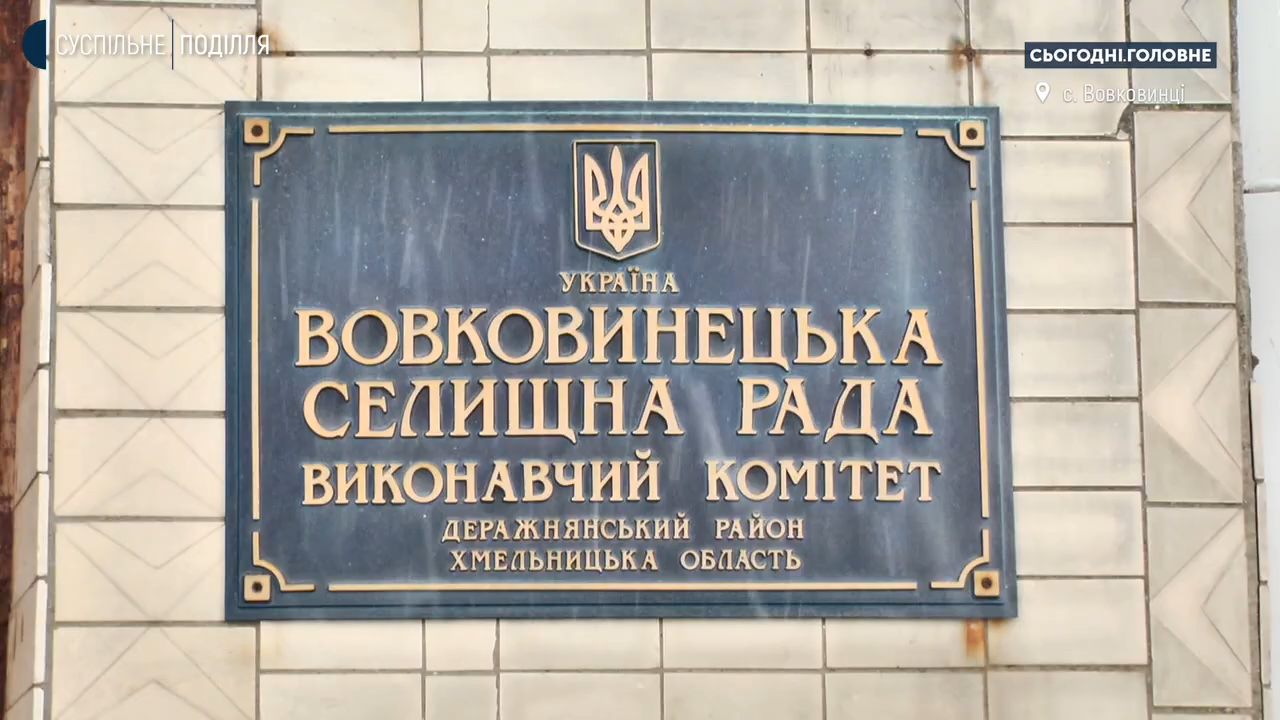 СУСПІЛЬНЕ ПОДІЛЛЯ
СЬОГОДНІ.ГОЛОВНЕ
с. Вовковинці
УКРАЇНА
ВОВКОВИНЕЦЬКА
СЕЛИЩНА РАДА
ВИКОНАВЧИЙ КОМІТЕТ
ДЕРАЖНЯНСЬКИЙ РАЙОН
ХМЕЛЬНИЦЬКА ОБЛАСТЬ